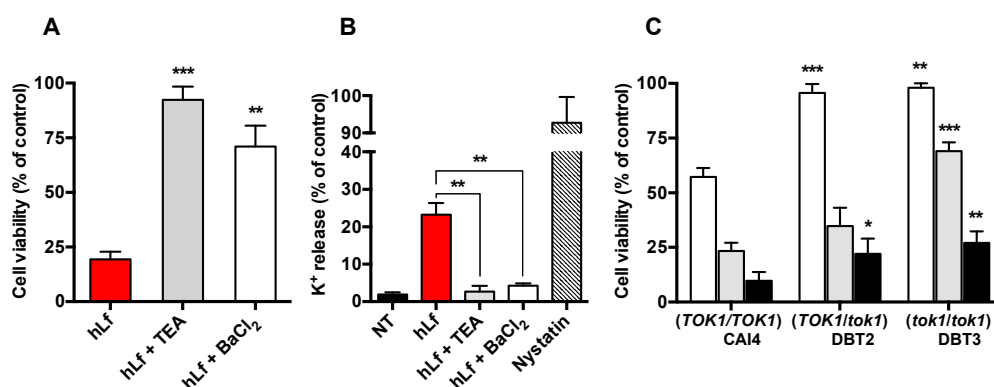 A
Cell viability (% of control)
100
75
50
25
0
***
**
hLf
hLf + TEA
hLf + BaCl₂
B
K⁺ release (% of control)
100
90
40
30
20
10
0
**
**
NT
hLf
hLf + TEA
hLf + BaCl₂
Nystatin
C
Cell viability (% of control)
100
75
50
25
0
***
*
**
***
**
(TOK1/TOK1)
CAI4
(TOK1/tok1)
DBT2
(tok1/tok1)
DBT3